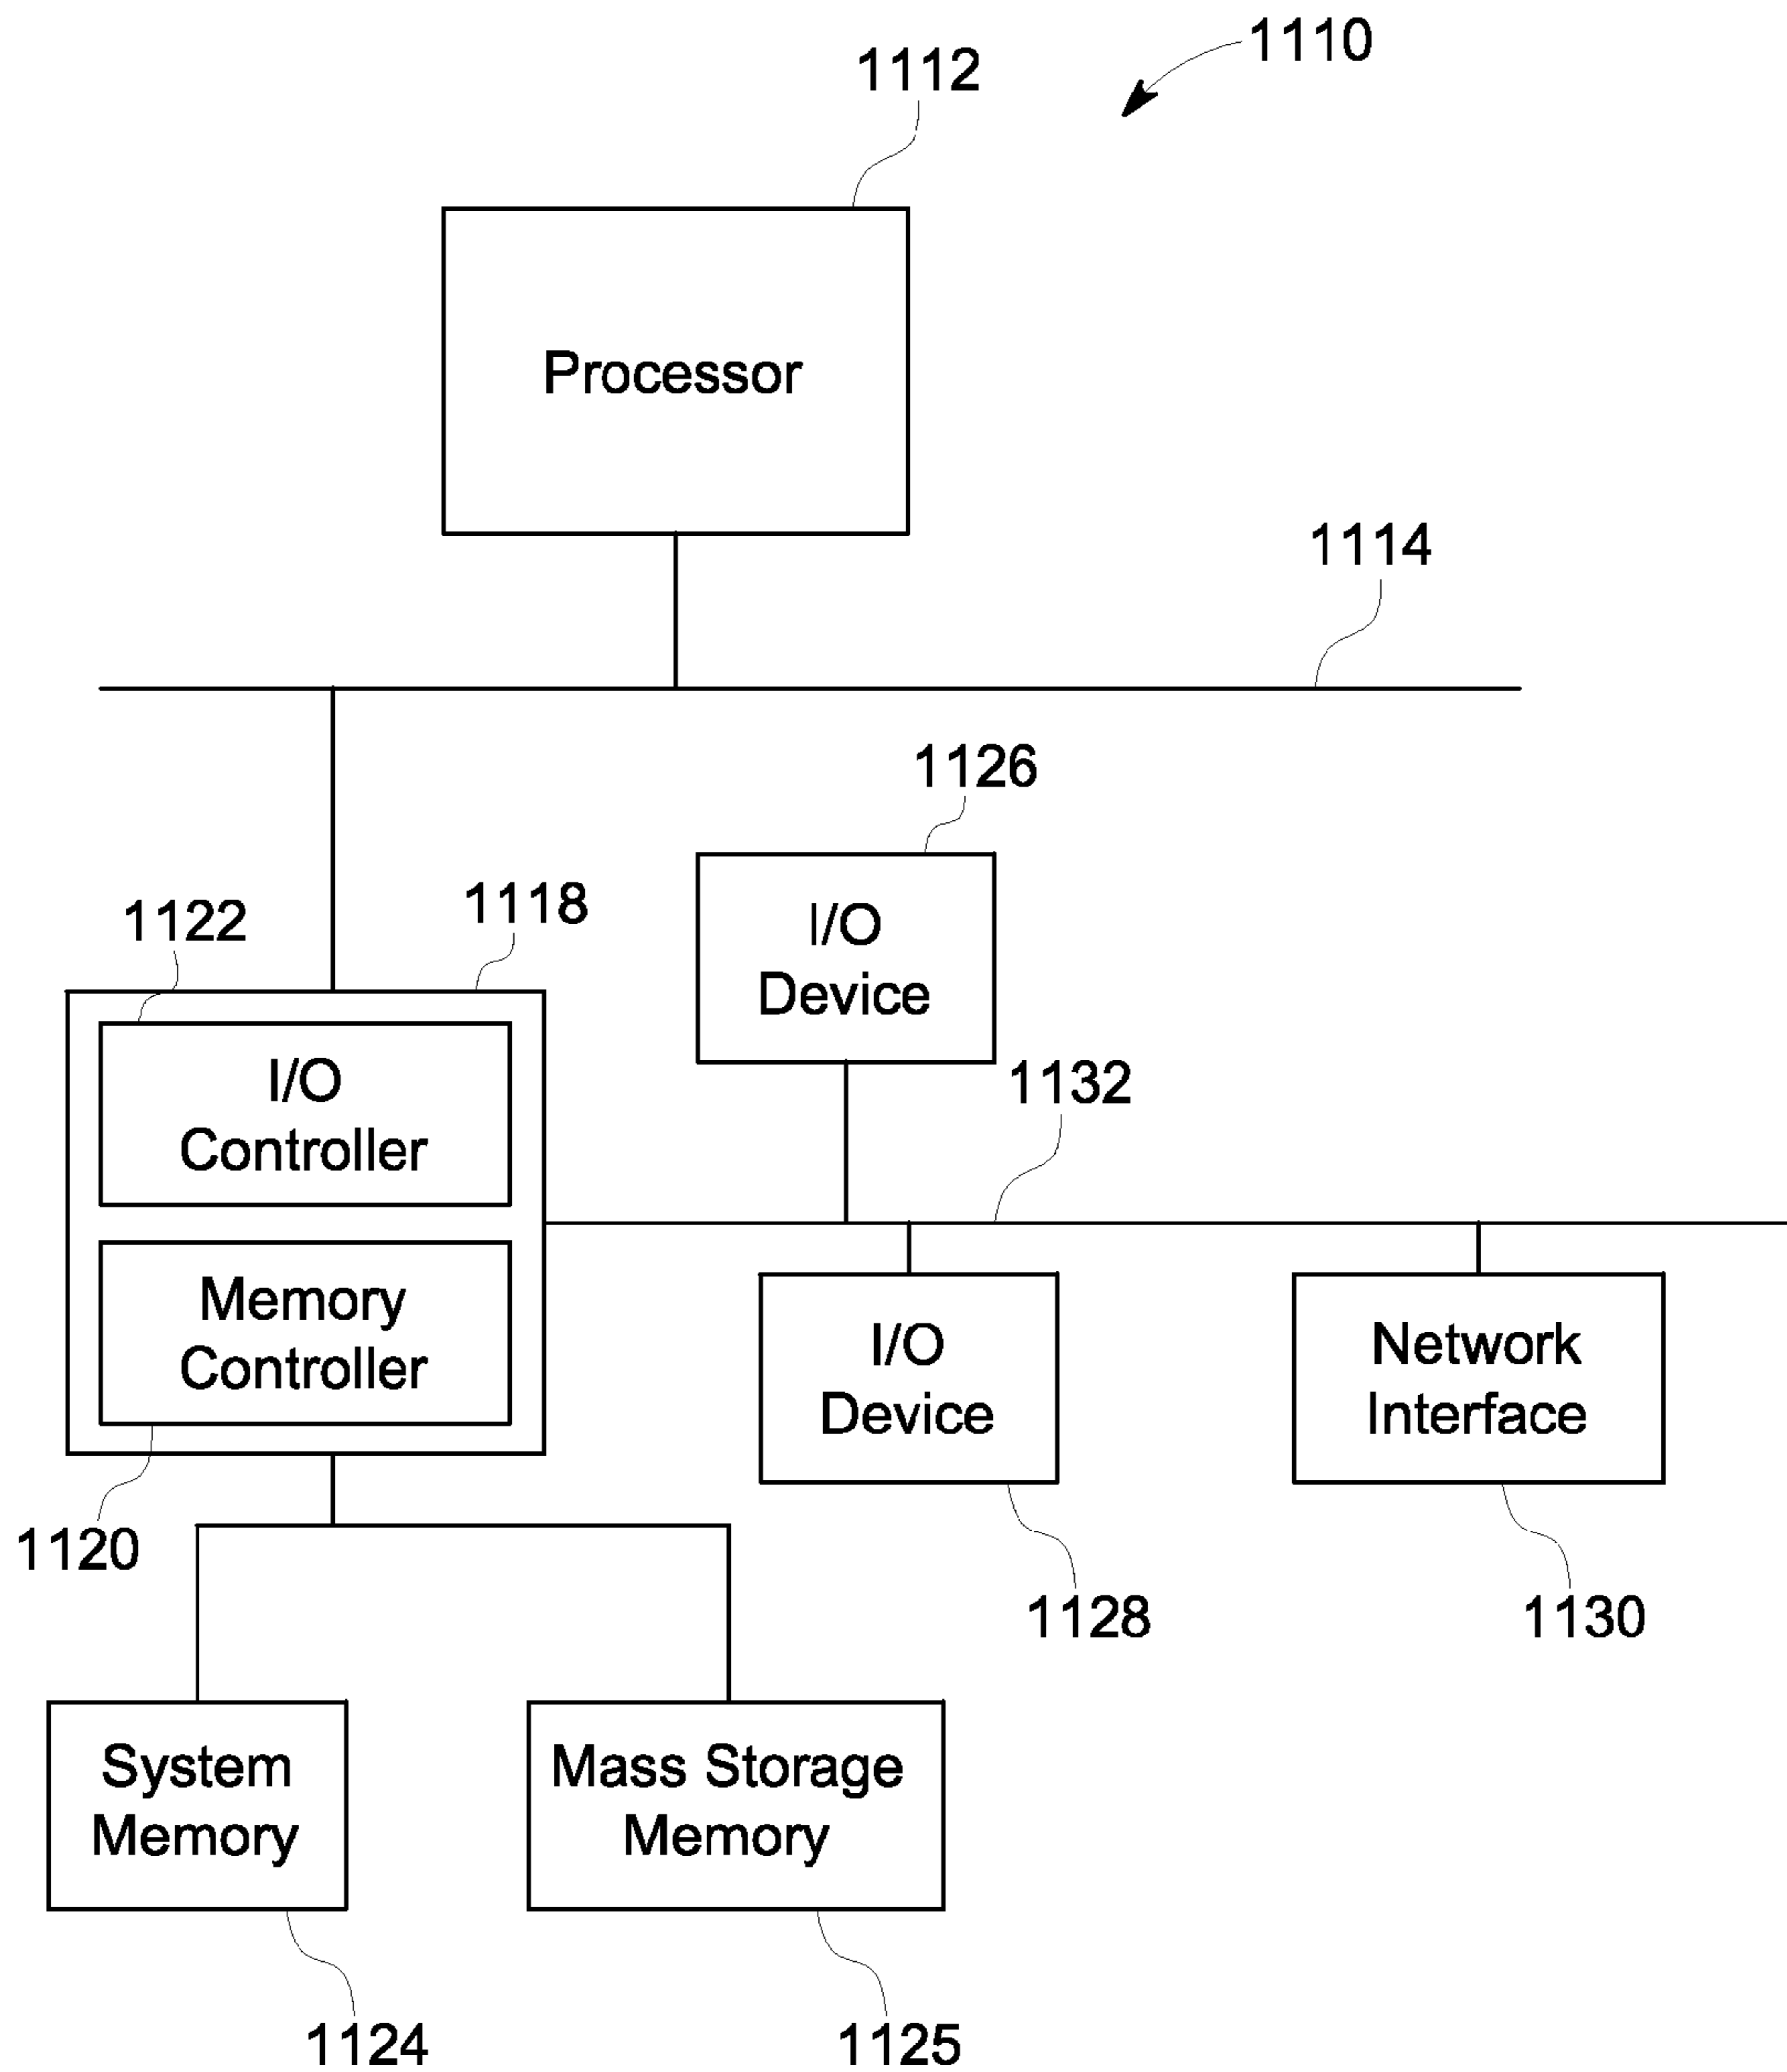 1110
1112
Processor
1114
1126
1118
1122
I/O
Device
I/O
Controller
1132
Memory
Controller
I/O
Device
Network
Interface
1120
1128
1130
System
Memory
Mass Storage
Memory
1124
1125